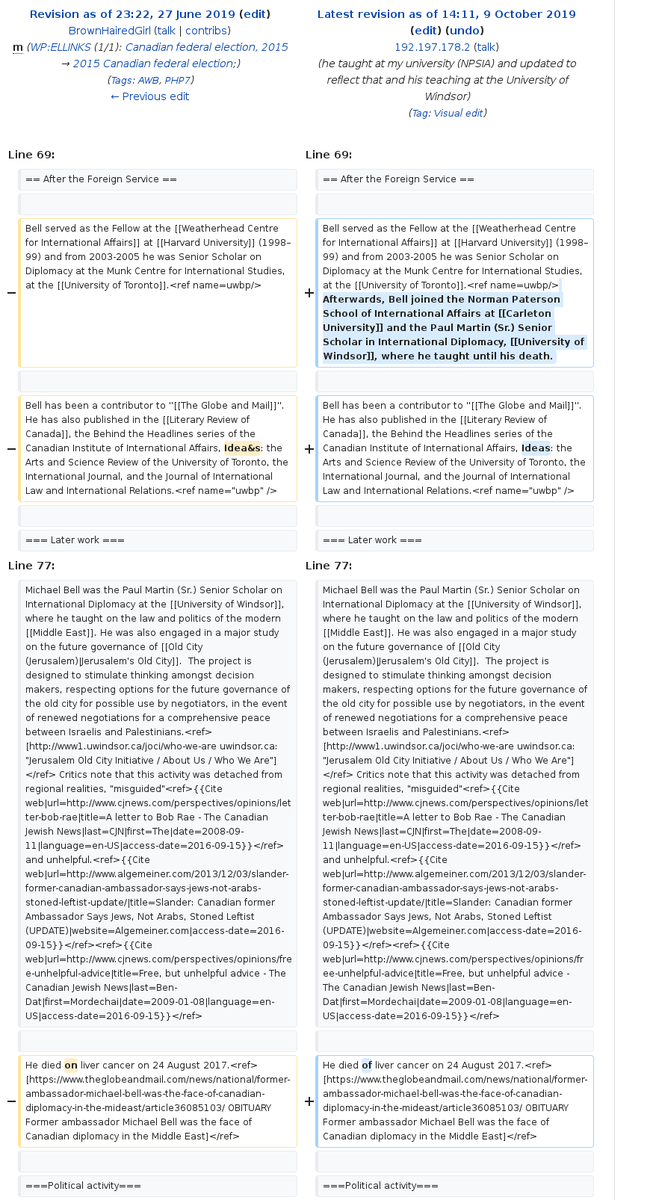 Revision as of 23:22, 27 June 2019 (edit)
BrownHairedGirl (talk | contribs)
m (WP:ELLINKS (1/1): Canadian federal election, 2015
→ 2015 Canadian federal election;)
(Tags: AWB, PHP7)
← Previous edit
Latest revision as of 14:11, 9 October 2019
(edit) (undo)
192.197.178.2 (talk)
(he taught at my university (NPSIA) and updated to
reflect that and his teaching at the University of
Windsor)
(Tag: Visual edit)
Line 69:
Line 69:
== After the Foreign Service ==
== After the Foreign Service ==
−
Bell served as the Fellow at the [[Weatherhead Centre
for International Affairs]] at [[Harvard University]] (1998–
99) and from 2003-2005 he was Senior Scholar on
Diplomacy at the Munk Centre for International Studies,
at the [[University of Toronto]].<ref name=uwbp/>
+
Bell served as the Fellow at the [[Weatherhead Centre
for International Affairs]] at [[Harvard University]] (1998–
99) and from 2003-2005 he was Senior Scholar on
Diplomacy at the Munk Centre for International Studies,
at the [[University of Toronto]].<ref name=uwbp/>
Afterwards, Bell joined the Norman Paterson
School of International Affairs at [[Carleton
University]] and the Paul Martin (Sr.) Senior
Scholar in International Diplomacy, [[University of
Windsor]], where he taught until his death.
−
Bell has been a contributor to ''[[The Globe and Mail]]''.
He has also published in the [[Literary Review of
Canada]], the Behind the Headlines series of the
Canadian Institute of International Affairs, Idea&s: the
Arts and Science Review of the University of Toronto, the
International Journal, and the Journal of International
Law and International Relations.<ref name="uwbp" />
+
Bell has been a contributor to ''[[The Globe and Mail]]''.
He has also published in the [[Literary Review of
Canada]], the Behind the Headlines series of the
Canadian Institute of International Affairs, Ideas: the
Arts and Science Review of the University of Toronto, the
International Journal, and the Journal of International
Law and International Relations.<ref name="uwbp" />
=== Later work ===
=== Later work ===
Line 77:
Line 77:
Michael Bell was the Paul Martin (Sr.) Senior Scholar on
International Diplomacy at the [[University of Windsor]],
where he taught on the law and politics of the modern
[[Middle East]]. He was also engaged in a major study
on the future governance of [[Old City
(Jerusalem)|Jerusalem's Old City]].  The project is
designed to stimulate thinking amongst decision
makers, respecting options for the future governance of
the old city for possible use by negotiators, in the event
of renewed negotiations for a comprehensive peace
between Israelis and Palestinians.<ref>
[http://www1.uwindsor.ca/joci/who-we-are uwindsor.ca:
"Jerusalem Old City Initiative / About Us / Who We Are"]
</ref> Critics note that this activity was detached from
regional realities, "misguided"<ref>{{Cite
web|url=http://www.cjnews.com/perspectives/opinions/let
ter-bob-rae|title=A letter to Bob Rae - The Canadian
Jewish News|last=CJN|first=The|date=2008-09-
11|language=en-US|access-date=2016-09-15}}</ref>
and unhelpful.<ref>{{Cite
web|url=http://www.algemeiner.com/2013/12/03/slander-
former-canadian-ambassador-says-jews-not-arabs-
stoned-leftist-update/|title=Slander: Canadian former
Ambassador Says Jews, Not Arabs, Stoned Leftist
(UPDATE)|website=Algemeiner.com|access-date=2016-
09-15}}</ref><ref>{{Cite
web|url=http://www.cjnews.com/perspectives/opinions/fre
e-unhelpful-advice|title=Free, but unhelpful advice - The
Canadian Jewish News|last=Ben-
Dat|first=Mordechai|date=2009-01-08|language=en-
US|access-date=2016-09-15}}</ref>
Michael Bell was the Paul Martin (Sr.) Senior Scholar on
International Diplomacy at the [[University of Windsor]],
where he taught on the law and politics of the modern
[[Middle East]]. He was also engaged in a major study
on the future governance of [[Old City
(Jerusalem)|Jerusalem's Old City]].  The project is
designed to stimulate thinking amongst decision
makers, respecting options for the future governance of
the old city for possible use by negotiators, in the event
of renewed negotiations for a comprehensive peace
between Israelis and Palestinians.<ref>
[http://www1.uwindsor.ca/joci/who-we-are uwindsor.ca:
"Jerusalem Old City Initiative / About Us / Who We Are"]
</ref> Critics note that this activity was detached from
regional realities, "misguided"<ref>{{Cite
web|url=http://www.cjnews.com/perspectives/opinions/le
tter-bob-rae|title=A letter to Bob Rae - The Canadian
Jewish News|last=CJN|first=The|date=2008-09-
11|language=en-US|access-date=2016-09-15}}</ref>
and unhelpful.<ref>{{Cite
web|url=http://www.algemeiner.com/2013/12/03/slander-
former-canadian-ambassador-says-jews-not-arabs-
stoned-leftist-update/|title=Slander: Canadian former
Ambassador Says Jews, Not Arabs, Stoned Leftist
(UPDATE)|website=Algemeiner.com|access-date=2016-
09-15}}</ref><ref>{{Cite
web|url=http://www.cjnews.com/perspectives/opinions/fr
ee-unhelpful-advice|title=Free, but unhelpful advice -
The Canadian Jewish News|last=Ben-
Dat|first=Mordechai|date=2009-01-08|language=en-
US|access-date=2016-09-15}}</ref>
−
He died on liver cancer on 24 August 2017.<ref>
[https://www.theglobeandmail.com/news/national/former-
ambassador-michael-bell-was-the-face-of-canadian-
diplomacy-in-the-mideast/article36085103/ OBITUARY
Former ambassador Michael Bell was the face of
Canadian diplomacy in the Middle East]</ref>
+
He died of liver cancer on 24 August 2017.<ref>
[https://www.theglobeandmail.com/news/national/former-
ambassador-michael-bell-was-the-face-of-canadian-
diplomacy-in-the-mideast/article36085103/ OBITUARY
Former ambassador Michael Bell was the face of
Canadian diplomacy in the Middle East]</ref>
===Political activity===
===Political activity===